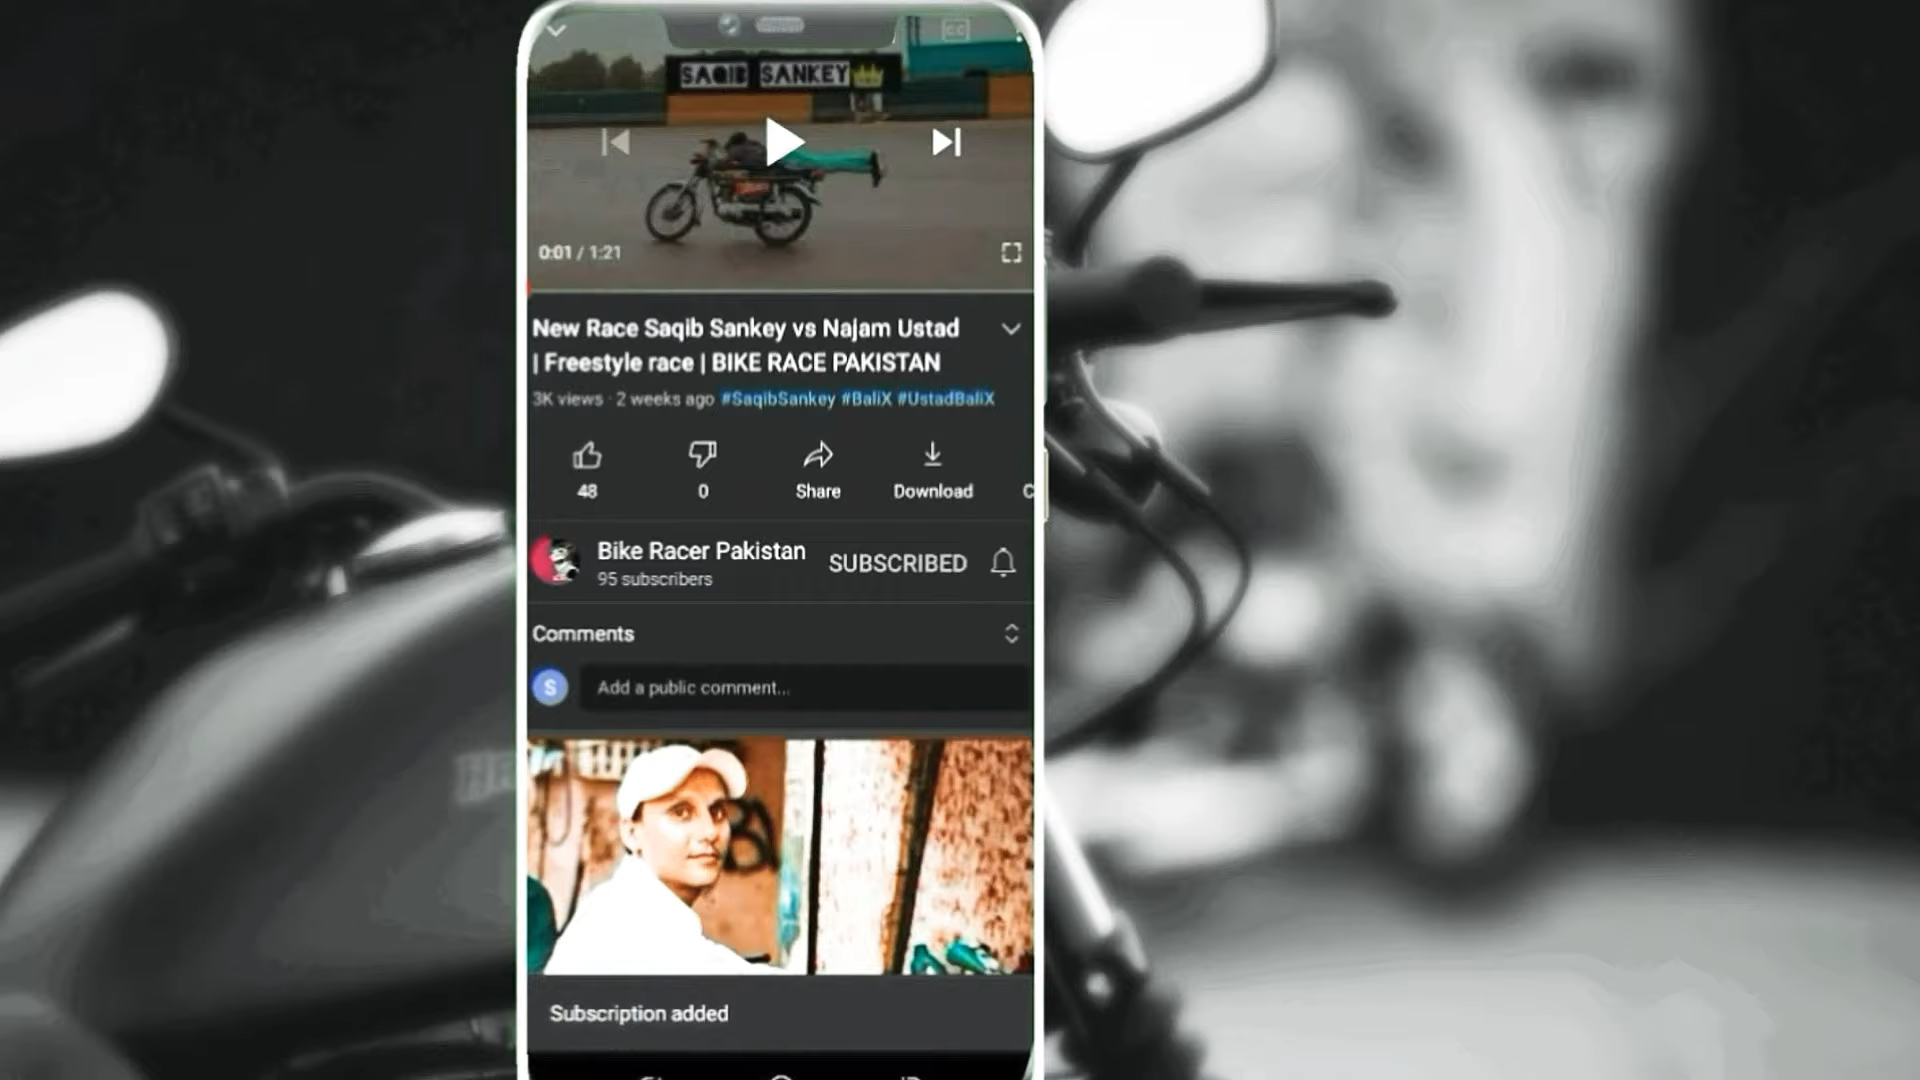 CC
SAQIB SANKEY
0:01 / 1:21
New Race Saqib Sankey vs Najam Ustad
| Freestyle race | BIKE RACE PAKISTAN
3K views · 2 weeks ago #SaqibSankey #BaliX #UstadBaliX
48 0 Share Download
Bike Racer Pakistan
95 subscribers
SUBSCRIBED
Comments
S
Add a public comment...
Subscription added